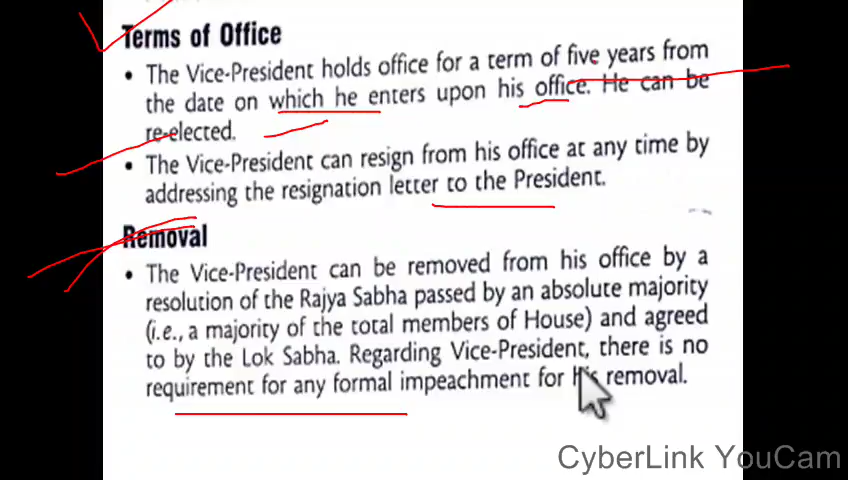 Terms of Office
• The Vice-President holds office for a term of five years from
the date on which he enters upon his office. He can be
re-elected.
• The Vice-President can resign from his office at any time by
addressing the resignation letter to the President.
Removal
• The Vice-President can be removed from his office by a
resolution of the Rajya Sabha passed by an absolute majority
(i.e., a majority of the total members of House) and agreed
to by the Lok Sabha. Regarding Vice-President, there is no
requirement for any formal impeachment for his removal.
CyberLink YouCam